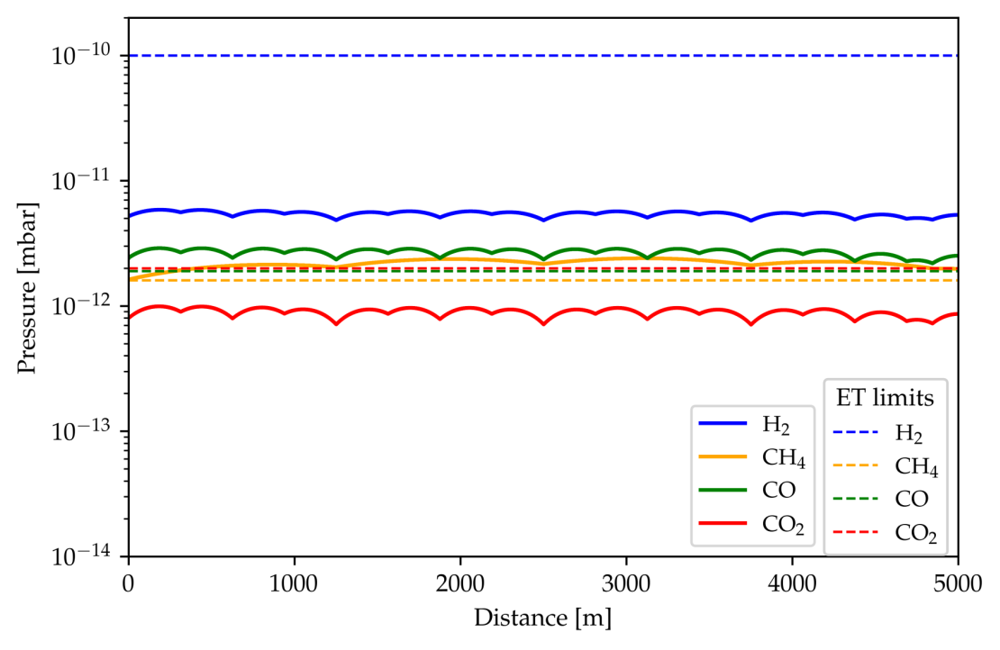 Pressure [mbar]
10⁻¹⁰
10⁻¹¹
10⁻¹²
10⁻¹³
10⁻¹⁴
0 1000 2000 3000 4000 5000
Distance [m]
H₂
CH₄
CO
CO₂
ET limits
H₂
CH₄
CO
CO₂